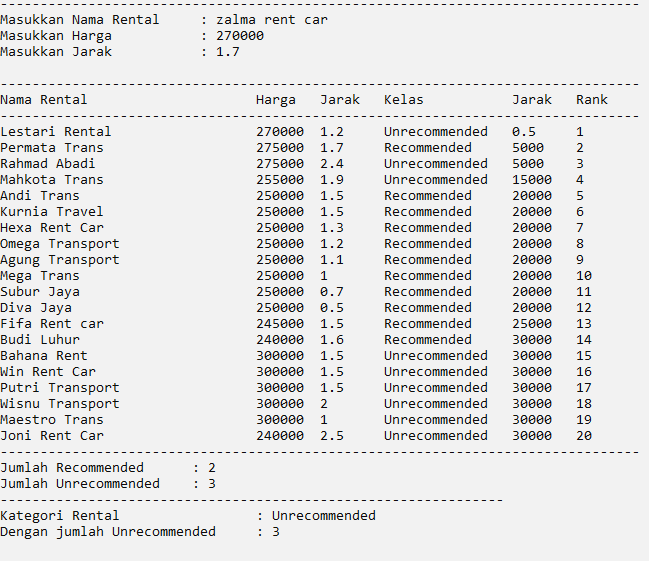 --------------------------------------------------------------------------------
Masukkan Nama Rental     : zalma rent car
Masukkan Harga           : 270000
Masukkan Jarak           : 1.7
--------------------------------------------------------------------------------
Nama Rental                     Harga   Jarak   Kelas           Jarak   Rank
--------------------------------------------------------------------------------
Lestari Rental                  270000  1.2     Unrecommended   0.5     1
Permata Trans                   275000  1.7     Recommended     5000    2
Rahmad Abadi                    275000  2.4     Unrecommended   5000    3
Mahkota Trans                   255000  1.9     Unrecommended   15000   4
Andi Trans                      250000  1.5     Recommended     20000   5
Kurnia Travel                   250000  1.5     Recommended     20000   6
Hexa Rent Car                   250000  1.3     Recommended     20000   7
Omega Transport                 250000  1.2     Recommended     20000   8
Agung Transport                 250000  1.1     Recommended     20000   9
Mega Trans                      250000  1       Recommended     20000   10
Subur Jaya                      250000  0.7     Recommended     20000   11
Diva Jaya                       250000  0.5     Recommended     20000   12
Fifa Rent car                   245000  1.5     Recommended     25000   13
Budi Luhur                      240000  1.6     Recommended     30000   14
Bahana Rent                     300000  1.5     Unrecommended   30000   15
Win Rent Car                    300000  1.5     Unrecommended   30000   16
Putri Transport                 300000  1.5     Unrecommended   30000   17
Wisnu Transport                 300000  2       Unrecommended   30000   18
Maestro Trans                   300000  1       Unrecommended   30000   19
Joni Rent Car                   240000  2.5     Unrecommended   30000   20
--------------------------------------------------------------------------------
Jumlah Recommended      : 2
Jumlah Unrecommended    : 3
---------------------------------------------------------------
Kategori Rental                 : Unrecommended
Dengan jumlah Unrecommended     : 3